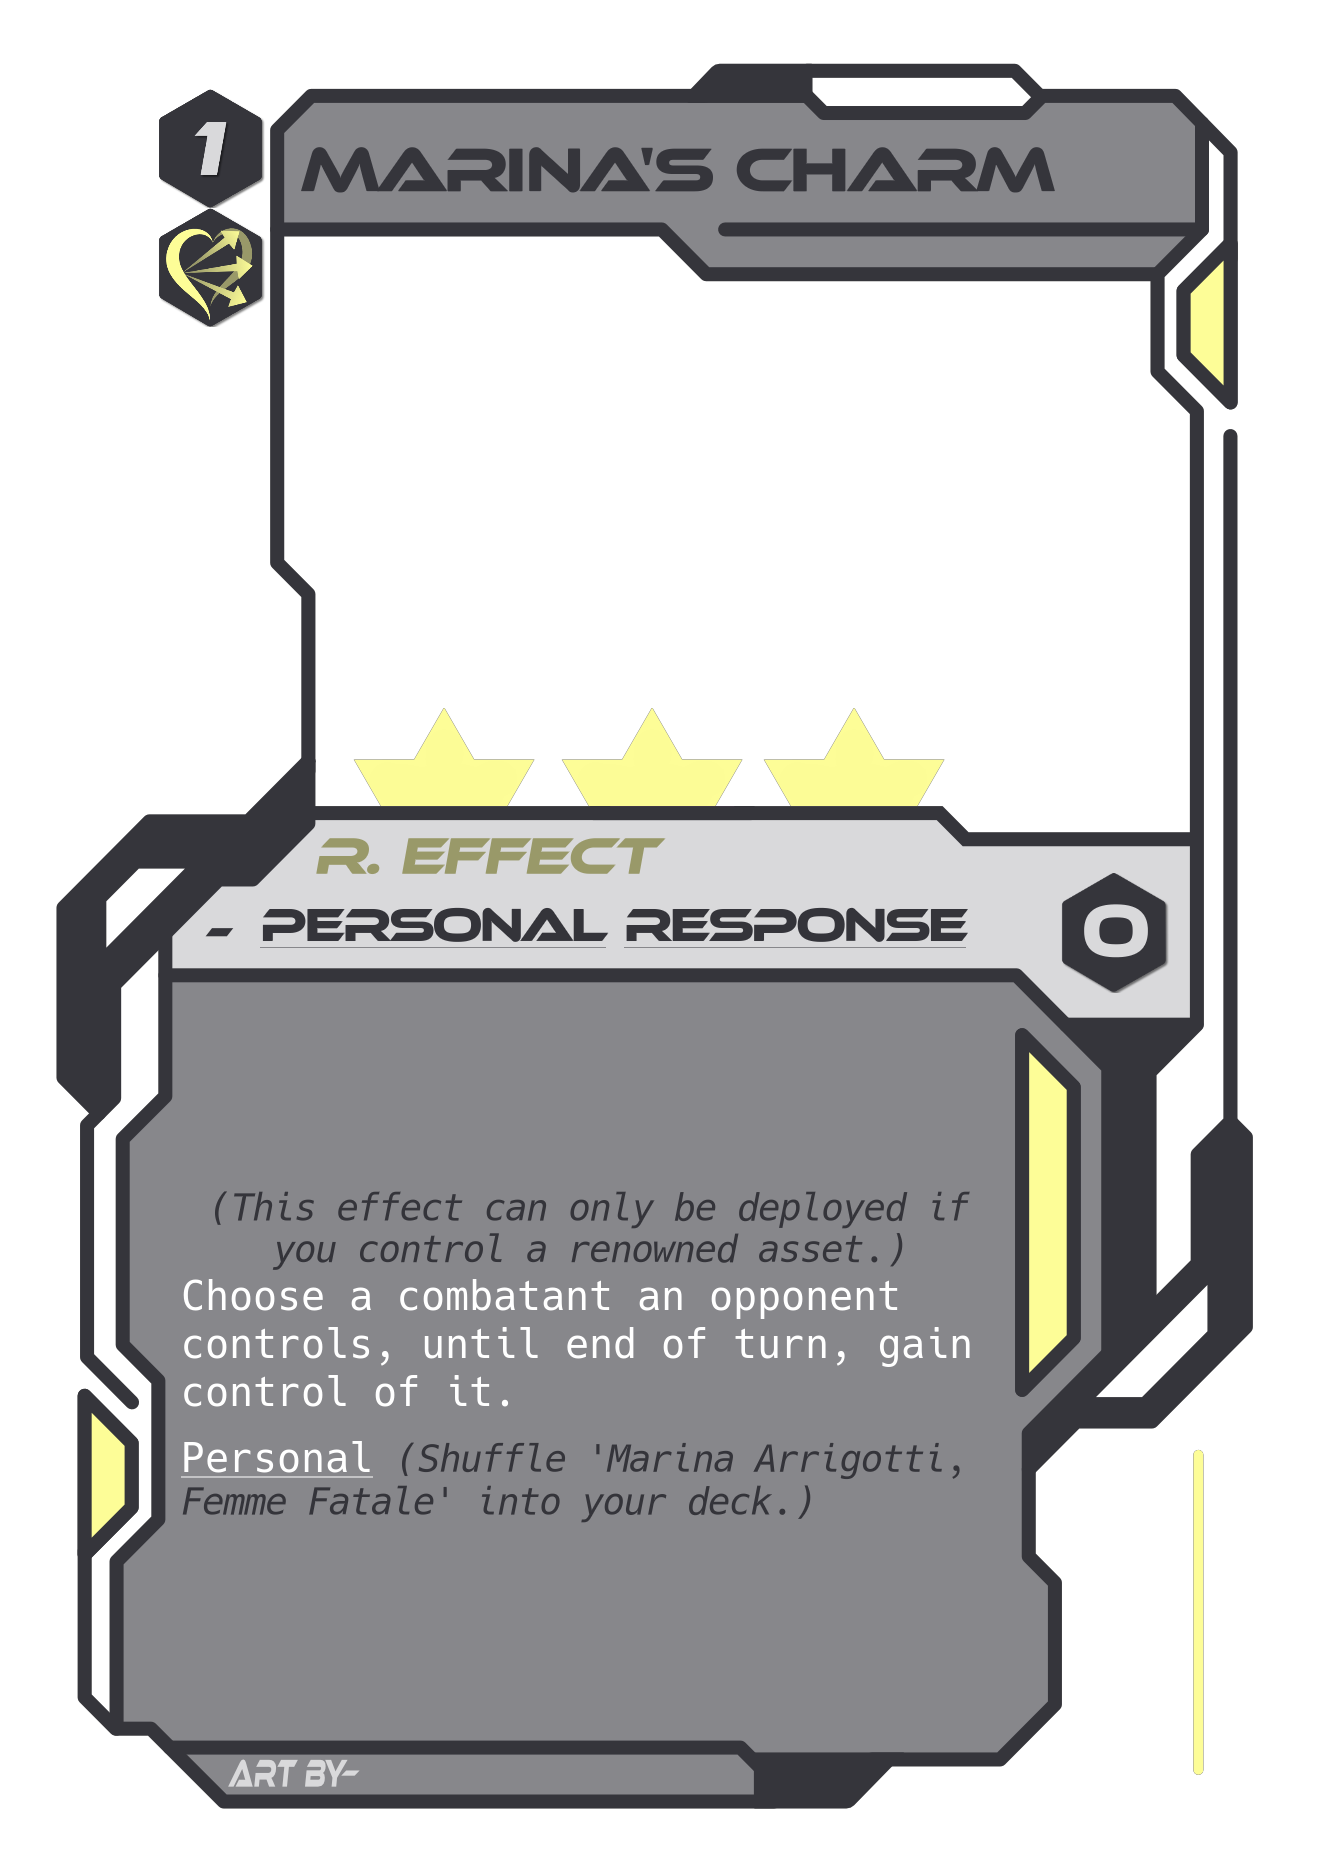 1
MARINA'S CHARM
R. EFFECT
- PERSONAL RESPONSE
0
(This effect can only be deployed if
you control a renowned asset.)
Choose a combatant an opponent
controls, until end of turn, gain
control of it.
Personal (Shuffle 'Marina Arrigotti,
Femme Fatale' into your deck.)
ART BY-